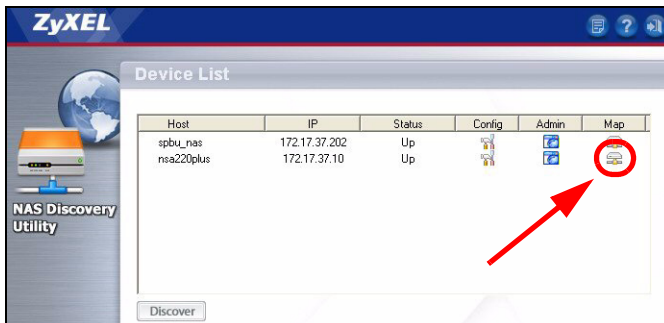 ZyXEL
Device List
Host IP Status Config Admin Map
spbu_nas 172.17.37.202 Up
nsa220plus 172.17.37.10 Up
NAS Discovery
Utility
Discover